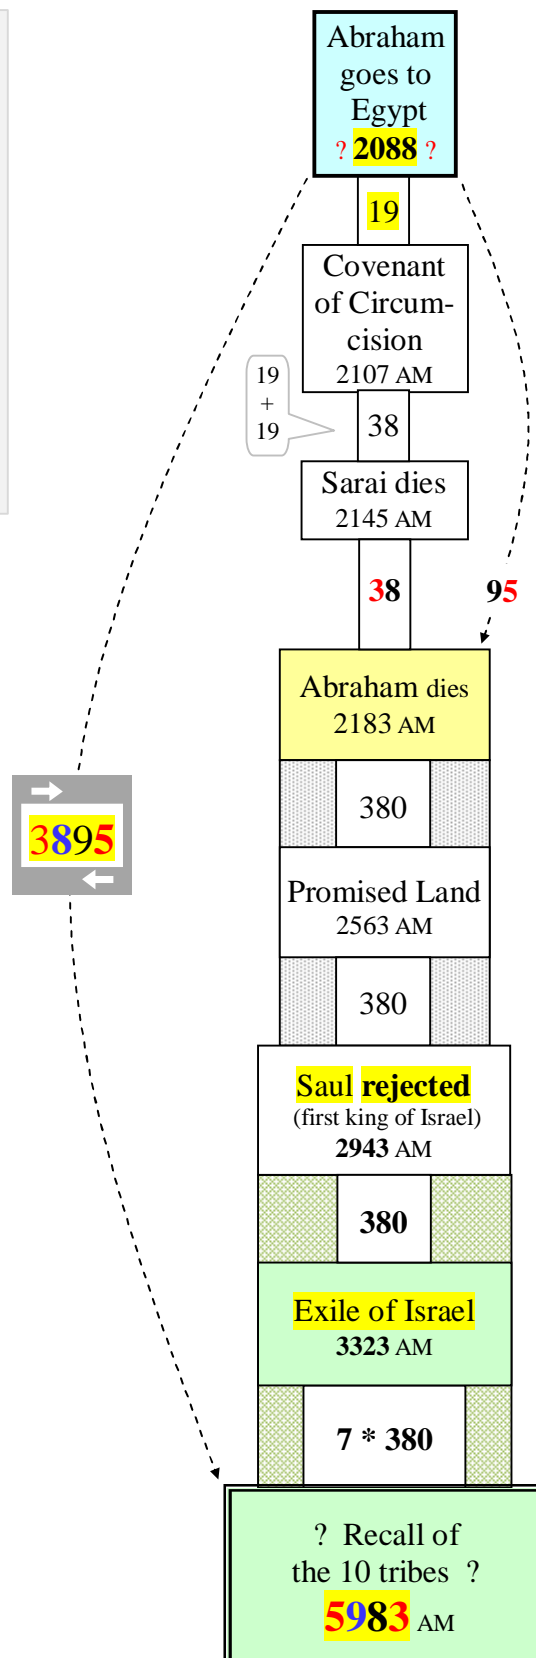 Abraham
goes to
Egypt
? 2088 ?
19
Covenant
of Circum-
cision
2107 AM
19
+
19
38
Sarai dies
2145 AM
38
95
Abraham dies
2183 AM
380
3895
Promised Land
2563 AM
380
Saul rejected
(first king of Israel)
2943 AM
380
Exile of Israel
3323 AM
7 * 380
? Recall of
the 10 tribes ?
5983 AM